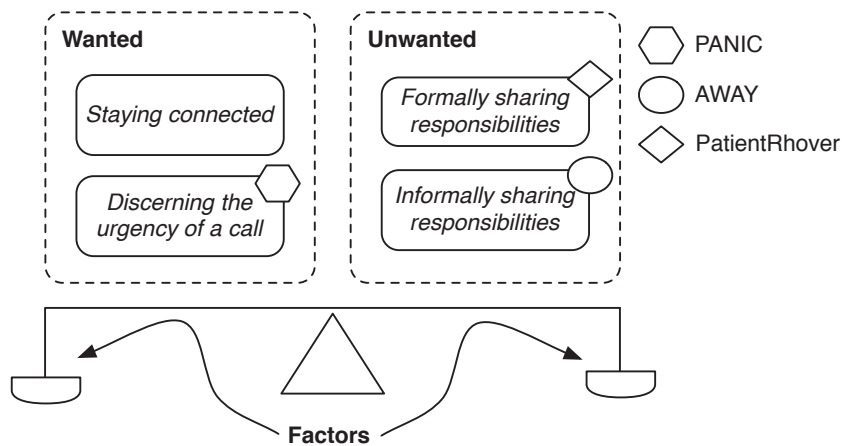 Wanted
Staying connected
Discerning the
urgency of a call
Unwanted
Formally sharing
responsibilities
Informally sharing
responsibilities
PANIC
AWAY
PatientRhover
Factors